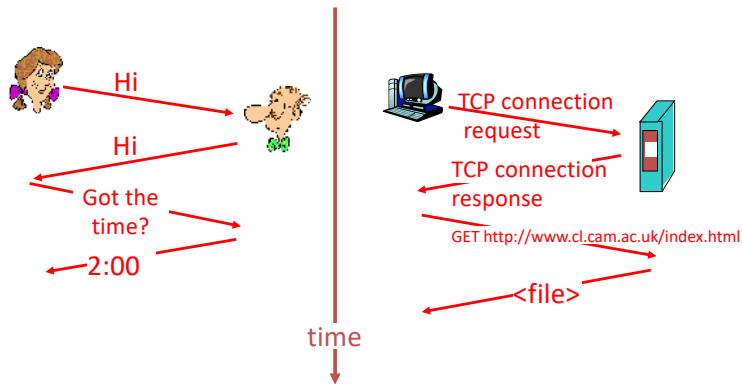 Hi
Hi
Got the
time?
2:00
time
TCP connection
request
TCP connection
response
GET http://www.cl.cam.ac.uk/index.html
<file>